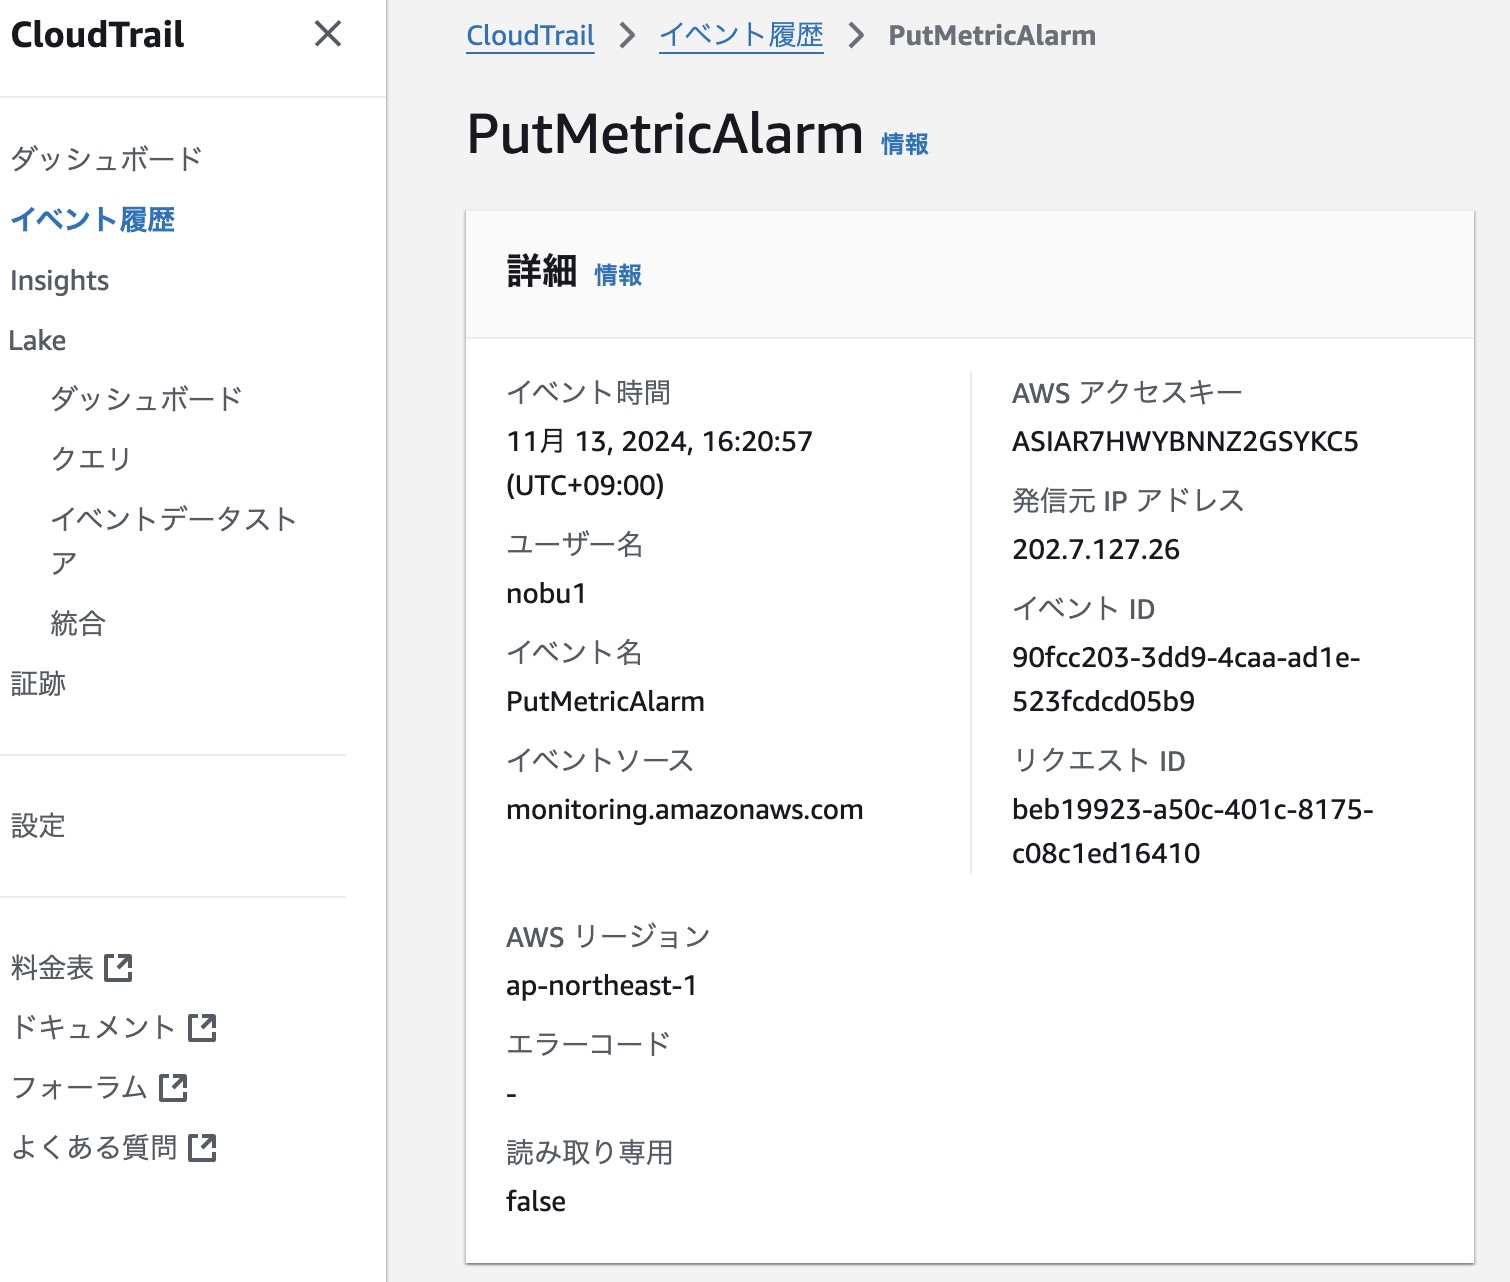 CloudTrail
ダッシュボード
イベント履歴
Insights
Lake
ダッシュボード
クエリ
イベントデータスト
ア
統合
証跡
設定
料金表
ドキュメント
フォーラム
よくある質問
CloudTrail > イベント履歴 > PutMetricAlarm
PutMetricAlarm 情報
詳細 情報
イベント時間
11月 13, 2024, 16:20:57
(UTC+09:00)
ユーザー名
nobu1
イベント名
PutMetricAlarm
イベントソース
monitoring.amazonaws.com
AWS アクセスキー
ASIAR7HWYBNNZ2GSYKC5
発信元 IP アドレス
202.7.127.26
イベント ID
90fcc203-3dd9-4caa-ad1e-
523fcdcd05b9
リクエスト ID
beb19923-a50c-401c-8175-
c08c1ed16410
AWS リージョン
ap-northeast-1
エラーコード
-
読み取り専用
false